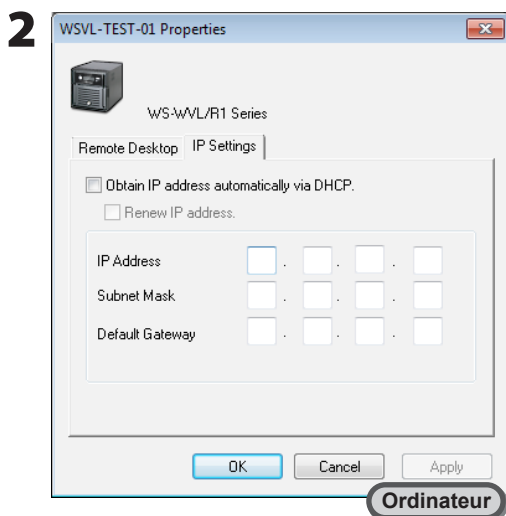 2
WSVL-TEST-01 Properties
WS-WVL/R1 Series
Remote Desktop IP Settings
Obtain IP address automatically via DHCP.
Renew IP address.
IP Address . . .
Subnet Mask . . .
Default Gateway . . .
OK Cancel Apply
Ordinateur